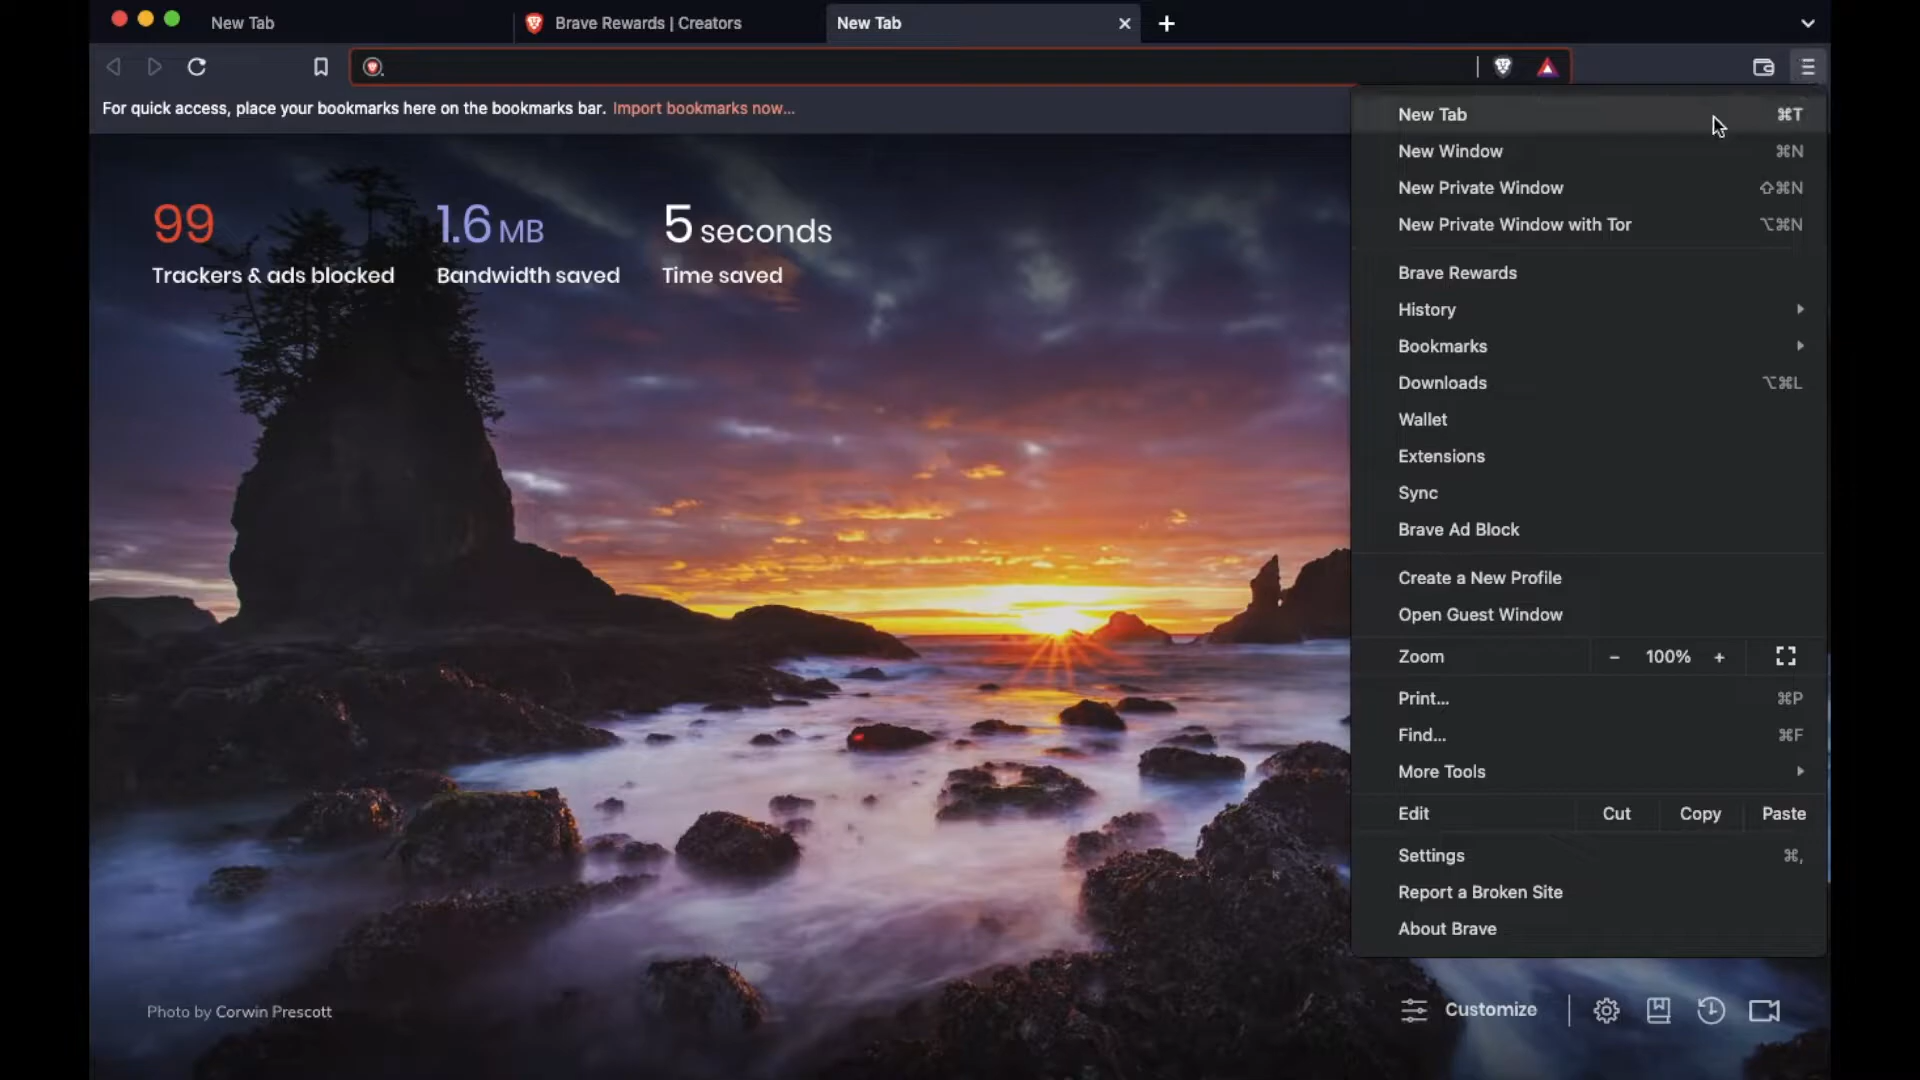 New Tab
Brave Rewards | Creators
New Tab
For quick access, place your bookmarks here on the bookmarks bar. Import bookmarks now...
99
Trackers & ads blocked
1.6 MB
Bandwidth saved
5 seconds
Time saved
New Tab ⌘T
New Window ⌘N
New Private Window ⇧⌘N
New Private Window with Tor ⌥⌘N
Brave Rewards
History
Bookmarks
Downloads ⌥⌘L
Wallet
Extensions
Sync
Brave Ad Block
Create a New Profile
Open Guest Window
Zoom - 100% +
Print... ⌘P
Find... ⌘F
More Tools
Edit Cut Copy Paste
Settings ⌘,
Report a Broken Site
About Brave
Photo by Corwin Prescott
Customize